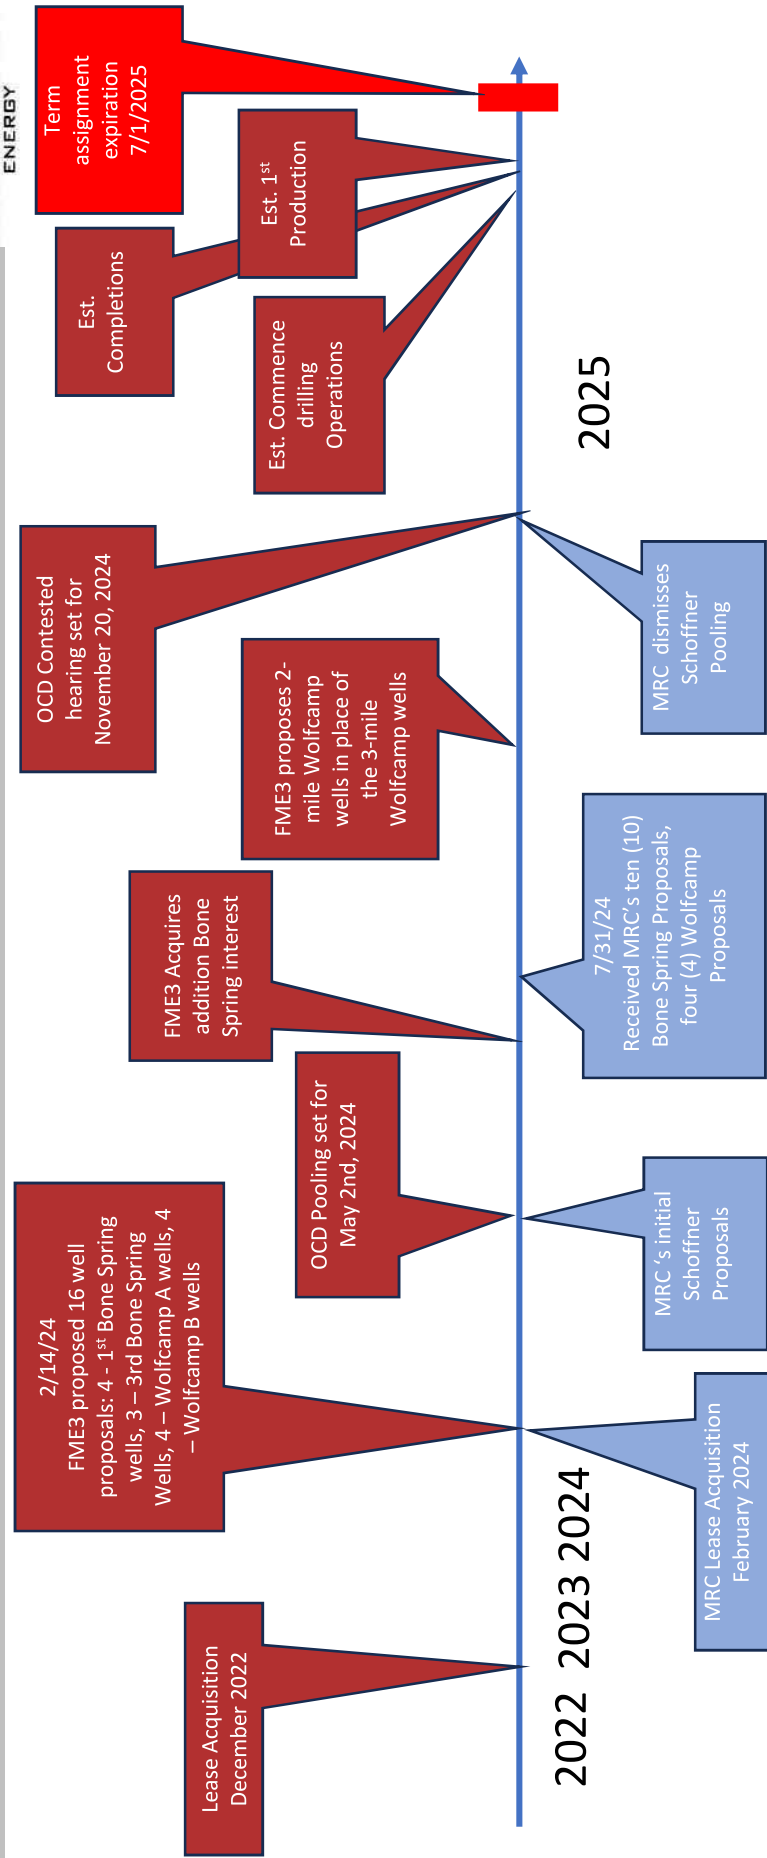 ENERGY
Lease Acquisition
December 2022
2/14/24
FME3 proposed 16 well
proposals: 4 - 1st Bone Spring
wells, 3 – 3rd Bone Spring
Wells, 4 – Wolfcamp A wells, 4
– Wolfcamp B wells
OCD Pooling set for
May 2nd, 2024
FME3 Acquires
addition Bone
Spring interest
FME3 proposes 2-
mile Wolfcamp
wells in place of
the 3-mile
Wolfcamp wells
OCD Contested
hearing set for
November 20, 2024
Est. Commence
drilling
Operations
Est.
Completions
Est. 1st
Production
Term
assignment
expiration
7/1/2025
2022 2023 2024
2025
MRC Lease Acquisition
February 2024
MRC 's initial
Schoffner
Proposals
7/31/24
Received MRC's ten (10)
Bone Spring Proposals,
four (4) Wolfcamp
Proposals
MRC dismisses
Schoffner
Pooling